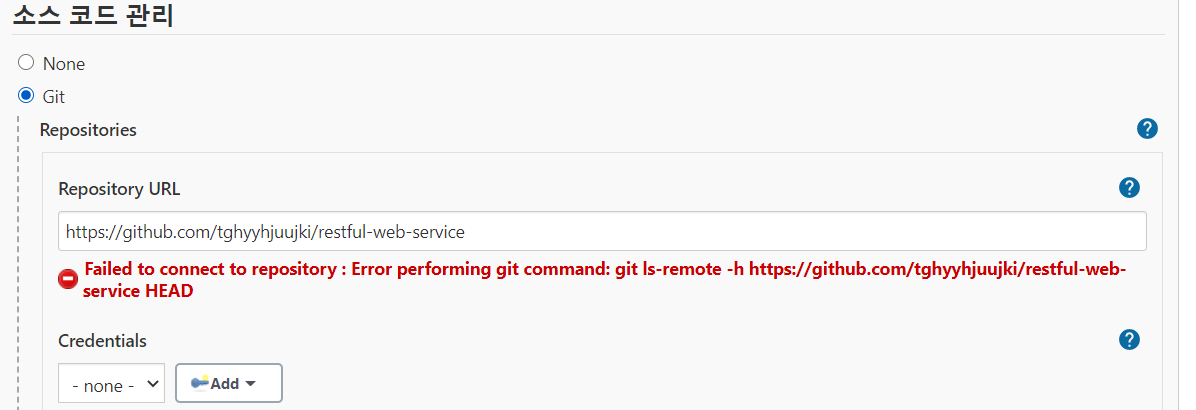 소스 코드 관리
None
Git
Repositories
?
Repository URL
?
https://github.com/tghyyhjuujki/restful-web-service
Failed to connect to repository : Error performing git command: git ls-remote -h https://github.com/tghyyhjuujki/restful-web-
service HEAD
Credentials
?
- none -
Add